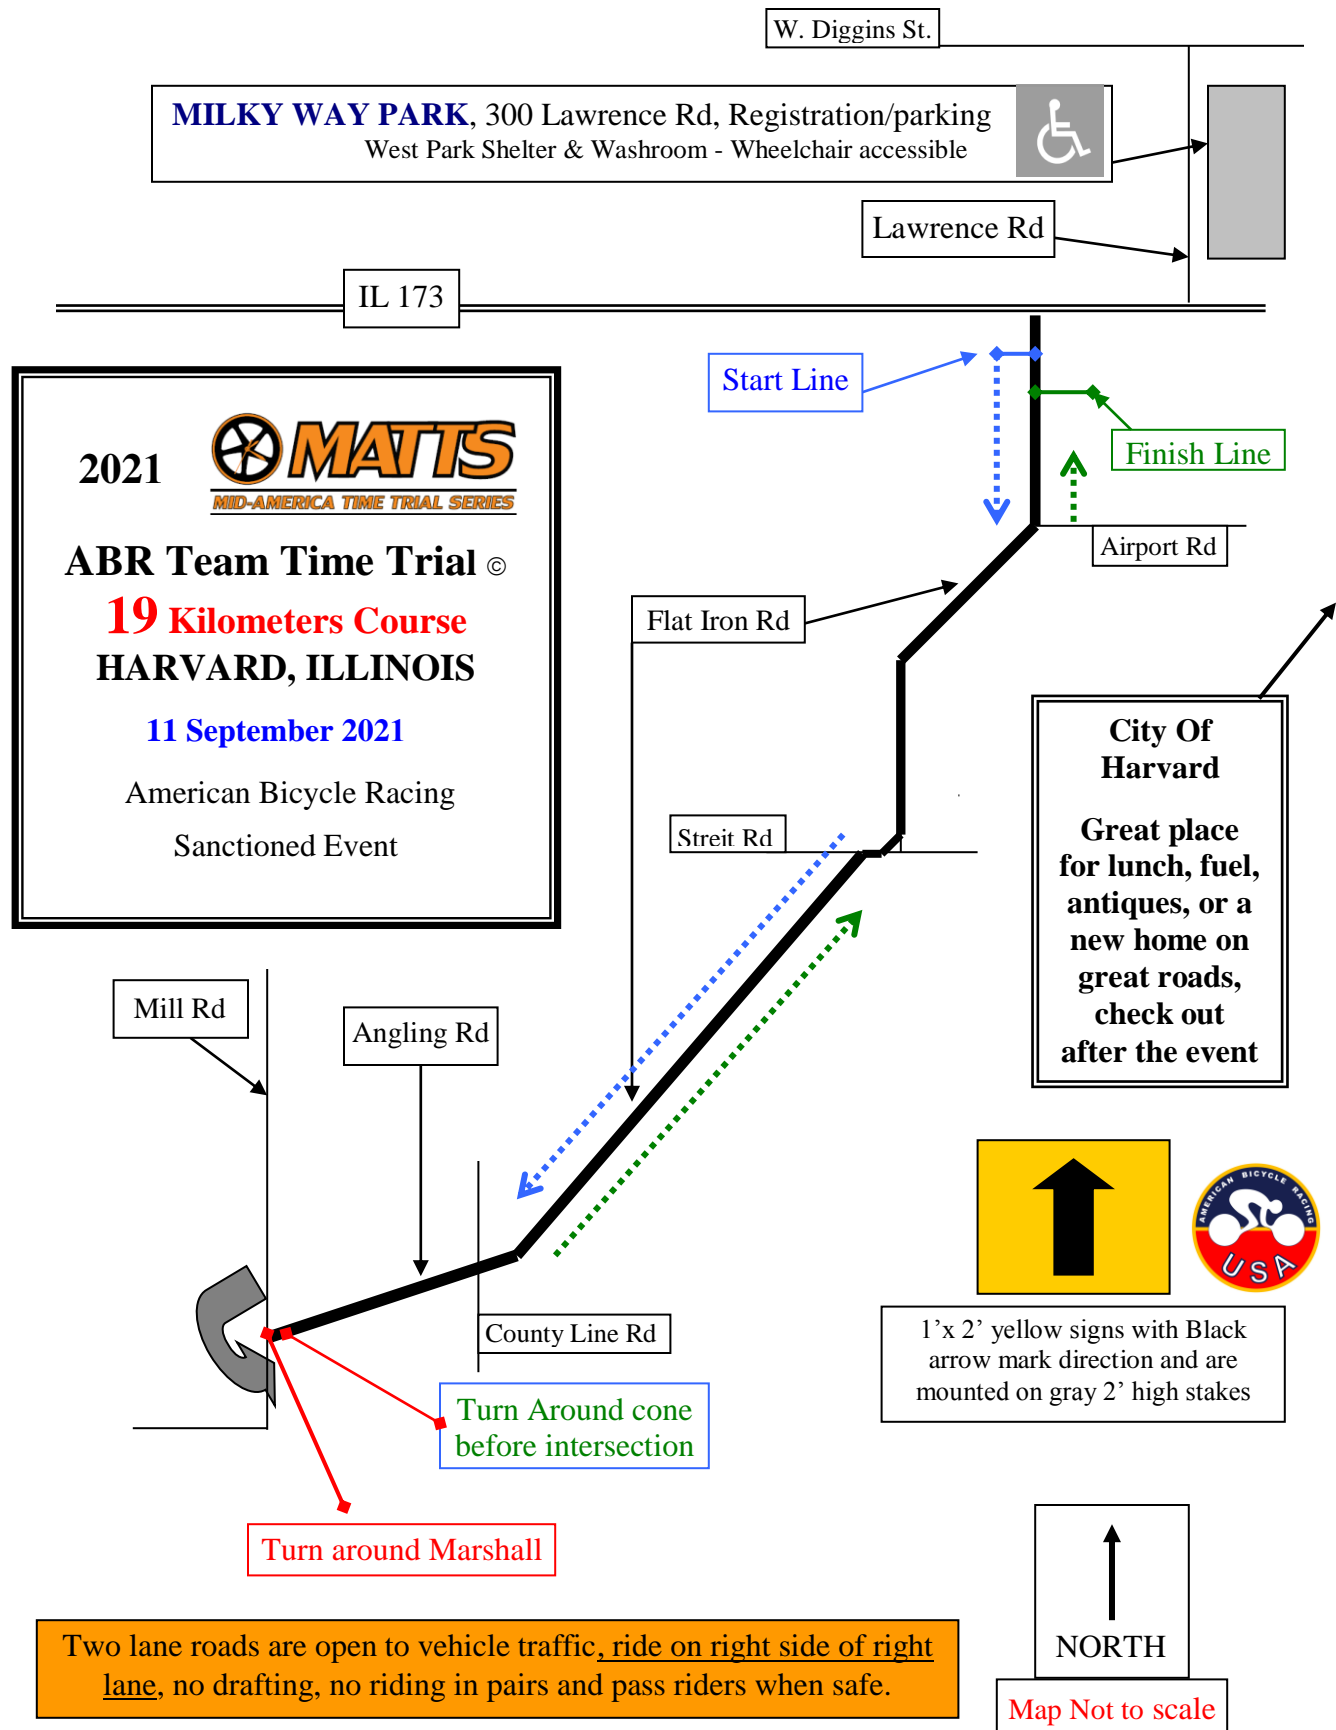 W. Diggins St.
MILKY WAY PARK, 300 Lawrence Rd, Registration/parking
West Park Shelter & Washroom - Wheelchair accessible
Lawrence Rd
IL 173
Start Line
Finish Line
2021
MATTS
MID-AMERICA TIME TRIAL SERIES
ABR Team Time Trial ©
19 Kilometers Course
HARVARD, ILLINOIS
11 September 2021
American Bicycle Racing
Sanctioned Event
Airport Rd
Flat Iron Rd
City Of
Harvard
Great place
for lunch, fuel,
antiques, or a
new home on
great roads,
check out
after the event
Streit Rd
Mill Rd
Angling Rd
AMERICAN BICYCLE RACING
USA
County Line Rd
1’x 2’ yellow signs with Black
arrow mark direction and are
mounted on gray 2’ high stakes
Turn Around cone
before intersection
Turn around Marshall
NORTH
Map Not to scale
Two lane roads are open to vehicle traffic, ride on right side of right
lane, no drafting, no riding in pairs and pass riders when safe.